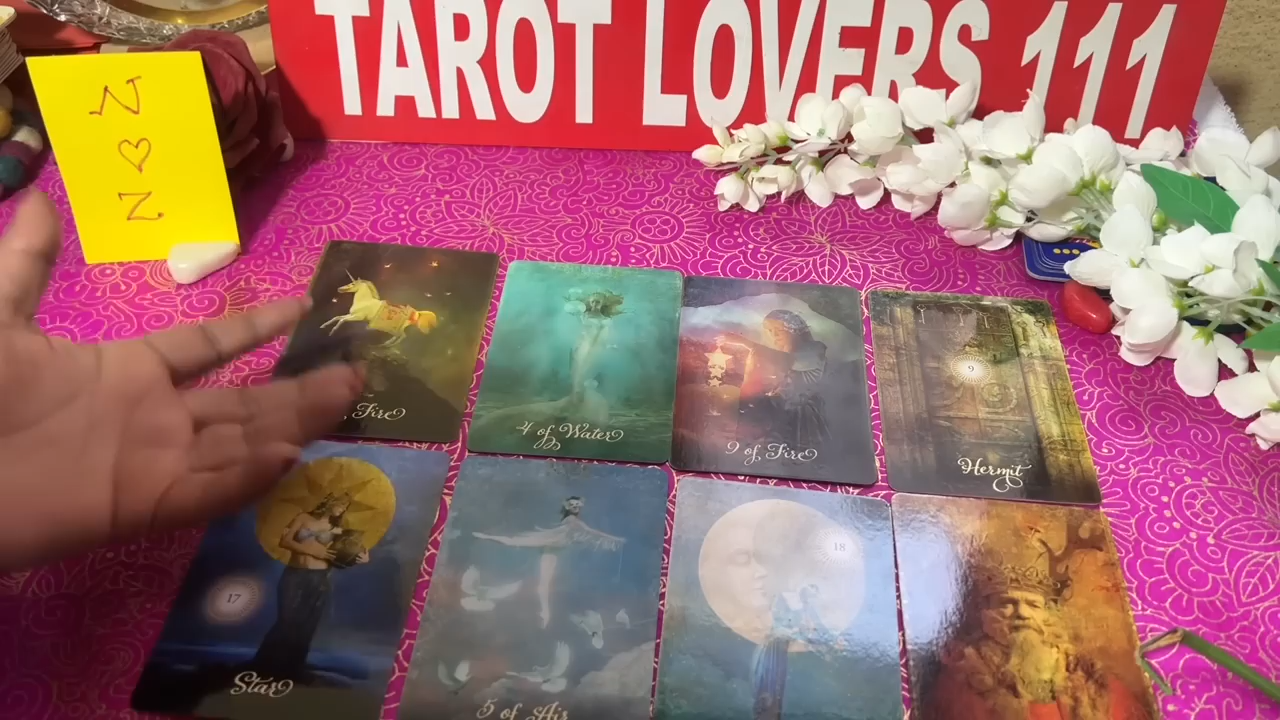 TAROT LOVERS 111
N
♡
N
Fire
4 of Water
9 of Fire
9
Hermit
17
Star
5 of Air
18